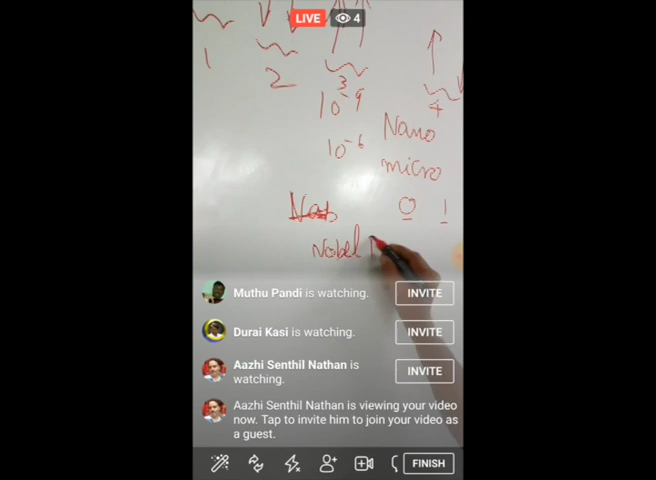 LIVE 4
1
2
3
4
10⁻⁹
Nano
10⁻⁶
micro
0 1
Nobel
Muthu Pandi is watching. INVITE
Durai Kasi is watching. INVITE
Aazhi Senthil Nathan is
watching. INVITE
Aazhi Senthil Nathan is viewing your video
now. Tap to invite him to join your video as
a guest.
FINISH